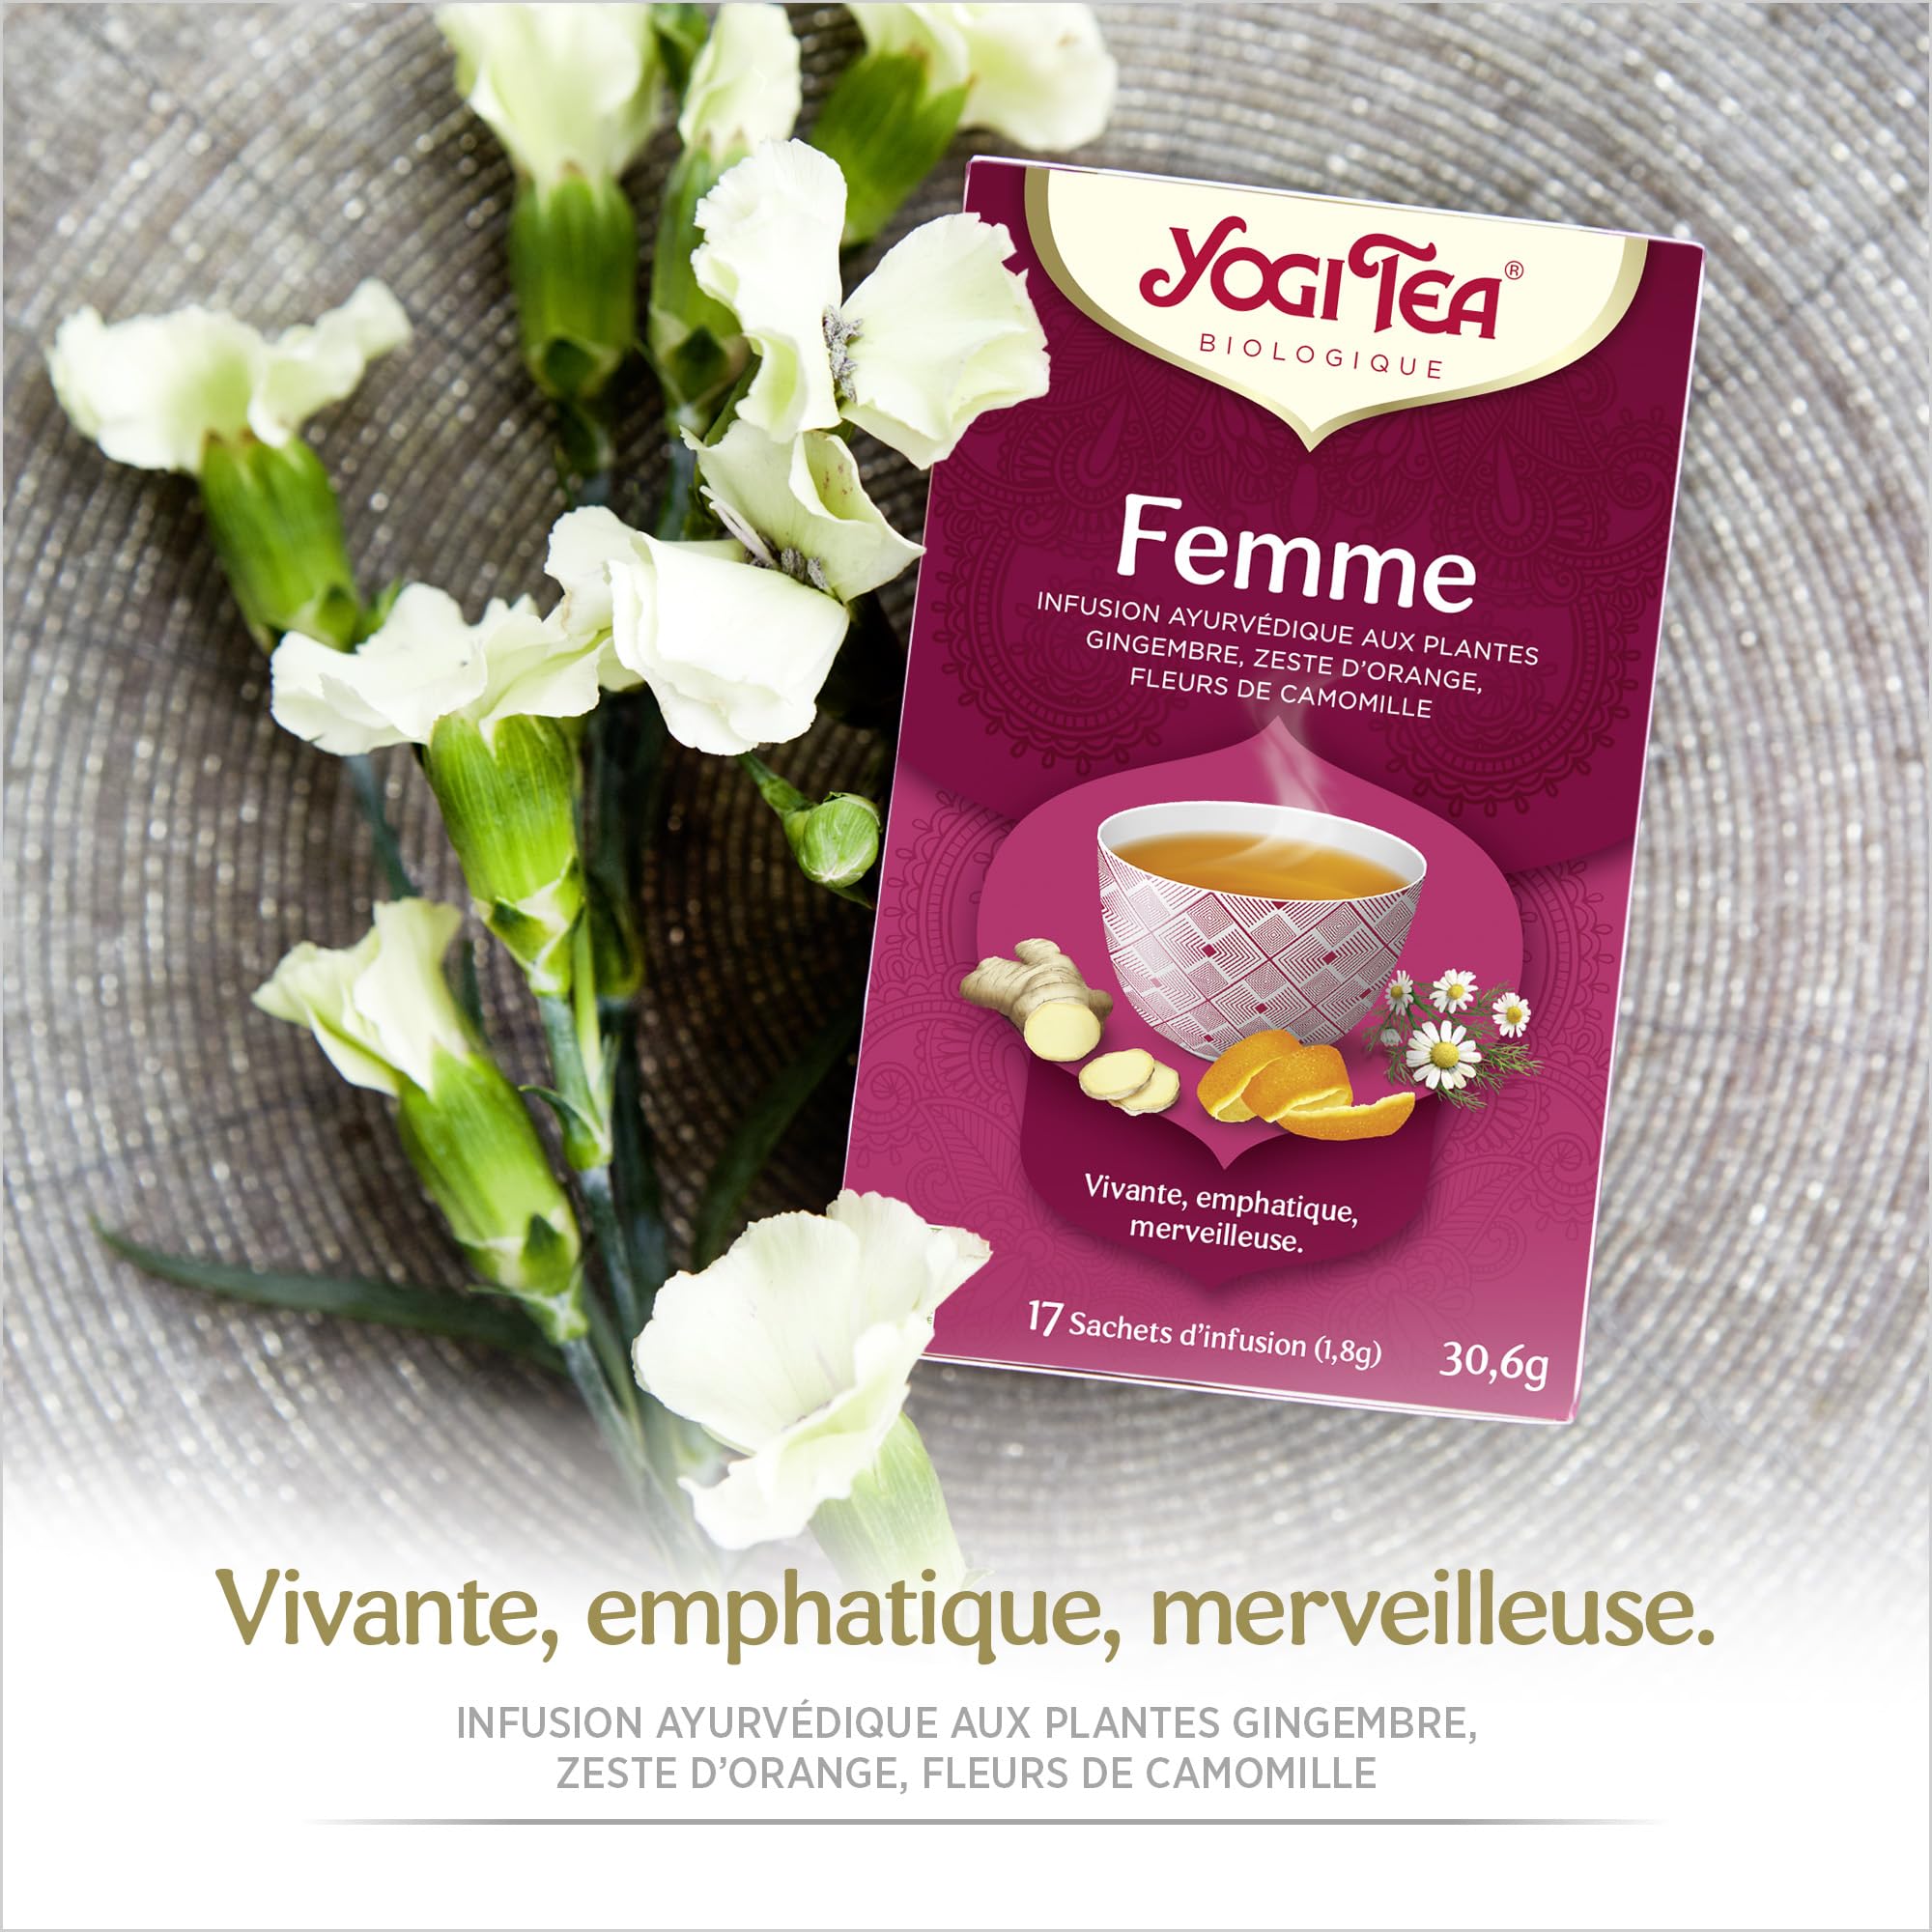 YOGI TEA®
BIOLOGIQUE
Femme
INFUSION AYURVÉDIQUE AUX PLANTES
GINGEMBRE, ZESTE D'ORANGE,
FLEURS DE CAMOMILLE
Vivante, emphatique,
merveilleuse.
17 Sachets d'infusion (1,8g)
30,6g
Vivante, emphatique, merveilleuse.
INFUSION AYURVÉDIQUE AUX PLANTES GINGEMBRE,
ZESTE D'ORANGE, FLEURS DE CAMOMILLE